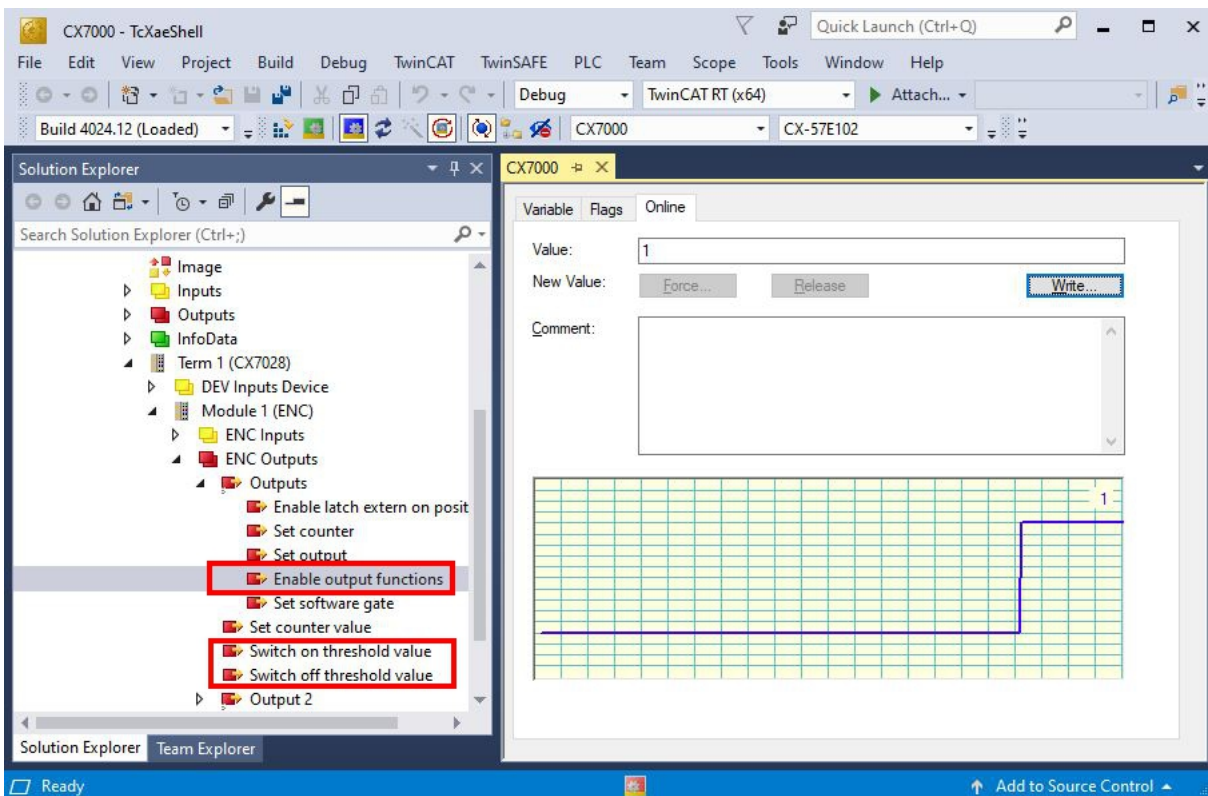 CX7000 - TcXaeShell
Quick Launch (Ctrl+Q)
File Edit View Project Build Debug TwinCAT TwinSAFE PLC Team Scope Tools Window Help
Debug TwinCAT RT (x64) Attach...
Build 4024.12 (Loaded) CX7000 CX-57E102
Solution Explorer
Search Solution Explorer (Ctrl+;)
Image
Inputs
Outputs
InfoData
Term 1 (CX7028)
DEV Inputs Device
Module 1 (ENC)
ENC Inputs
ENC Outputs
Outputs
Enable latch extern on posit
Set counter
Set output
Enable output functions
Set software gate
Set counter value
Switch on threshold value
Switch off threshold value
Output 2
Solution Explorer Team Explorer
CX7000
Variable Flags Online
Value: 1
New Value: Force... Release Write...
Comment:
1
Ready Add to Source Control